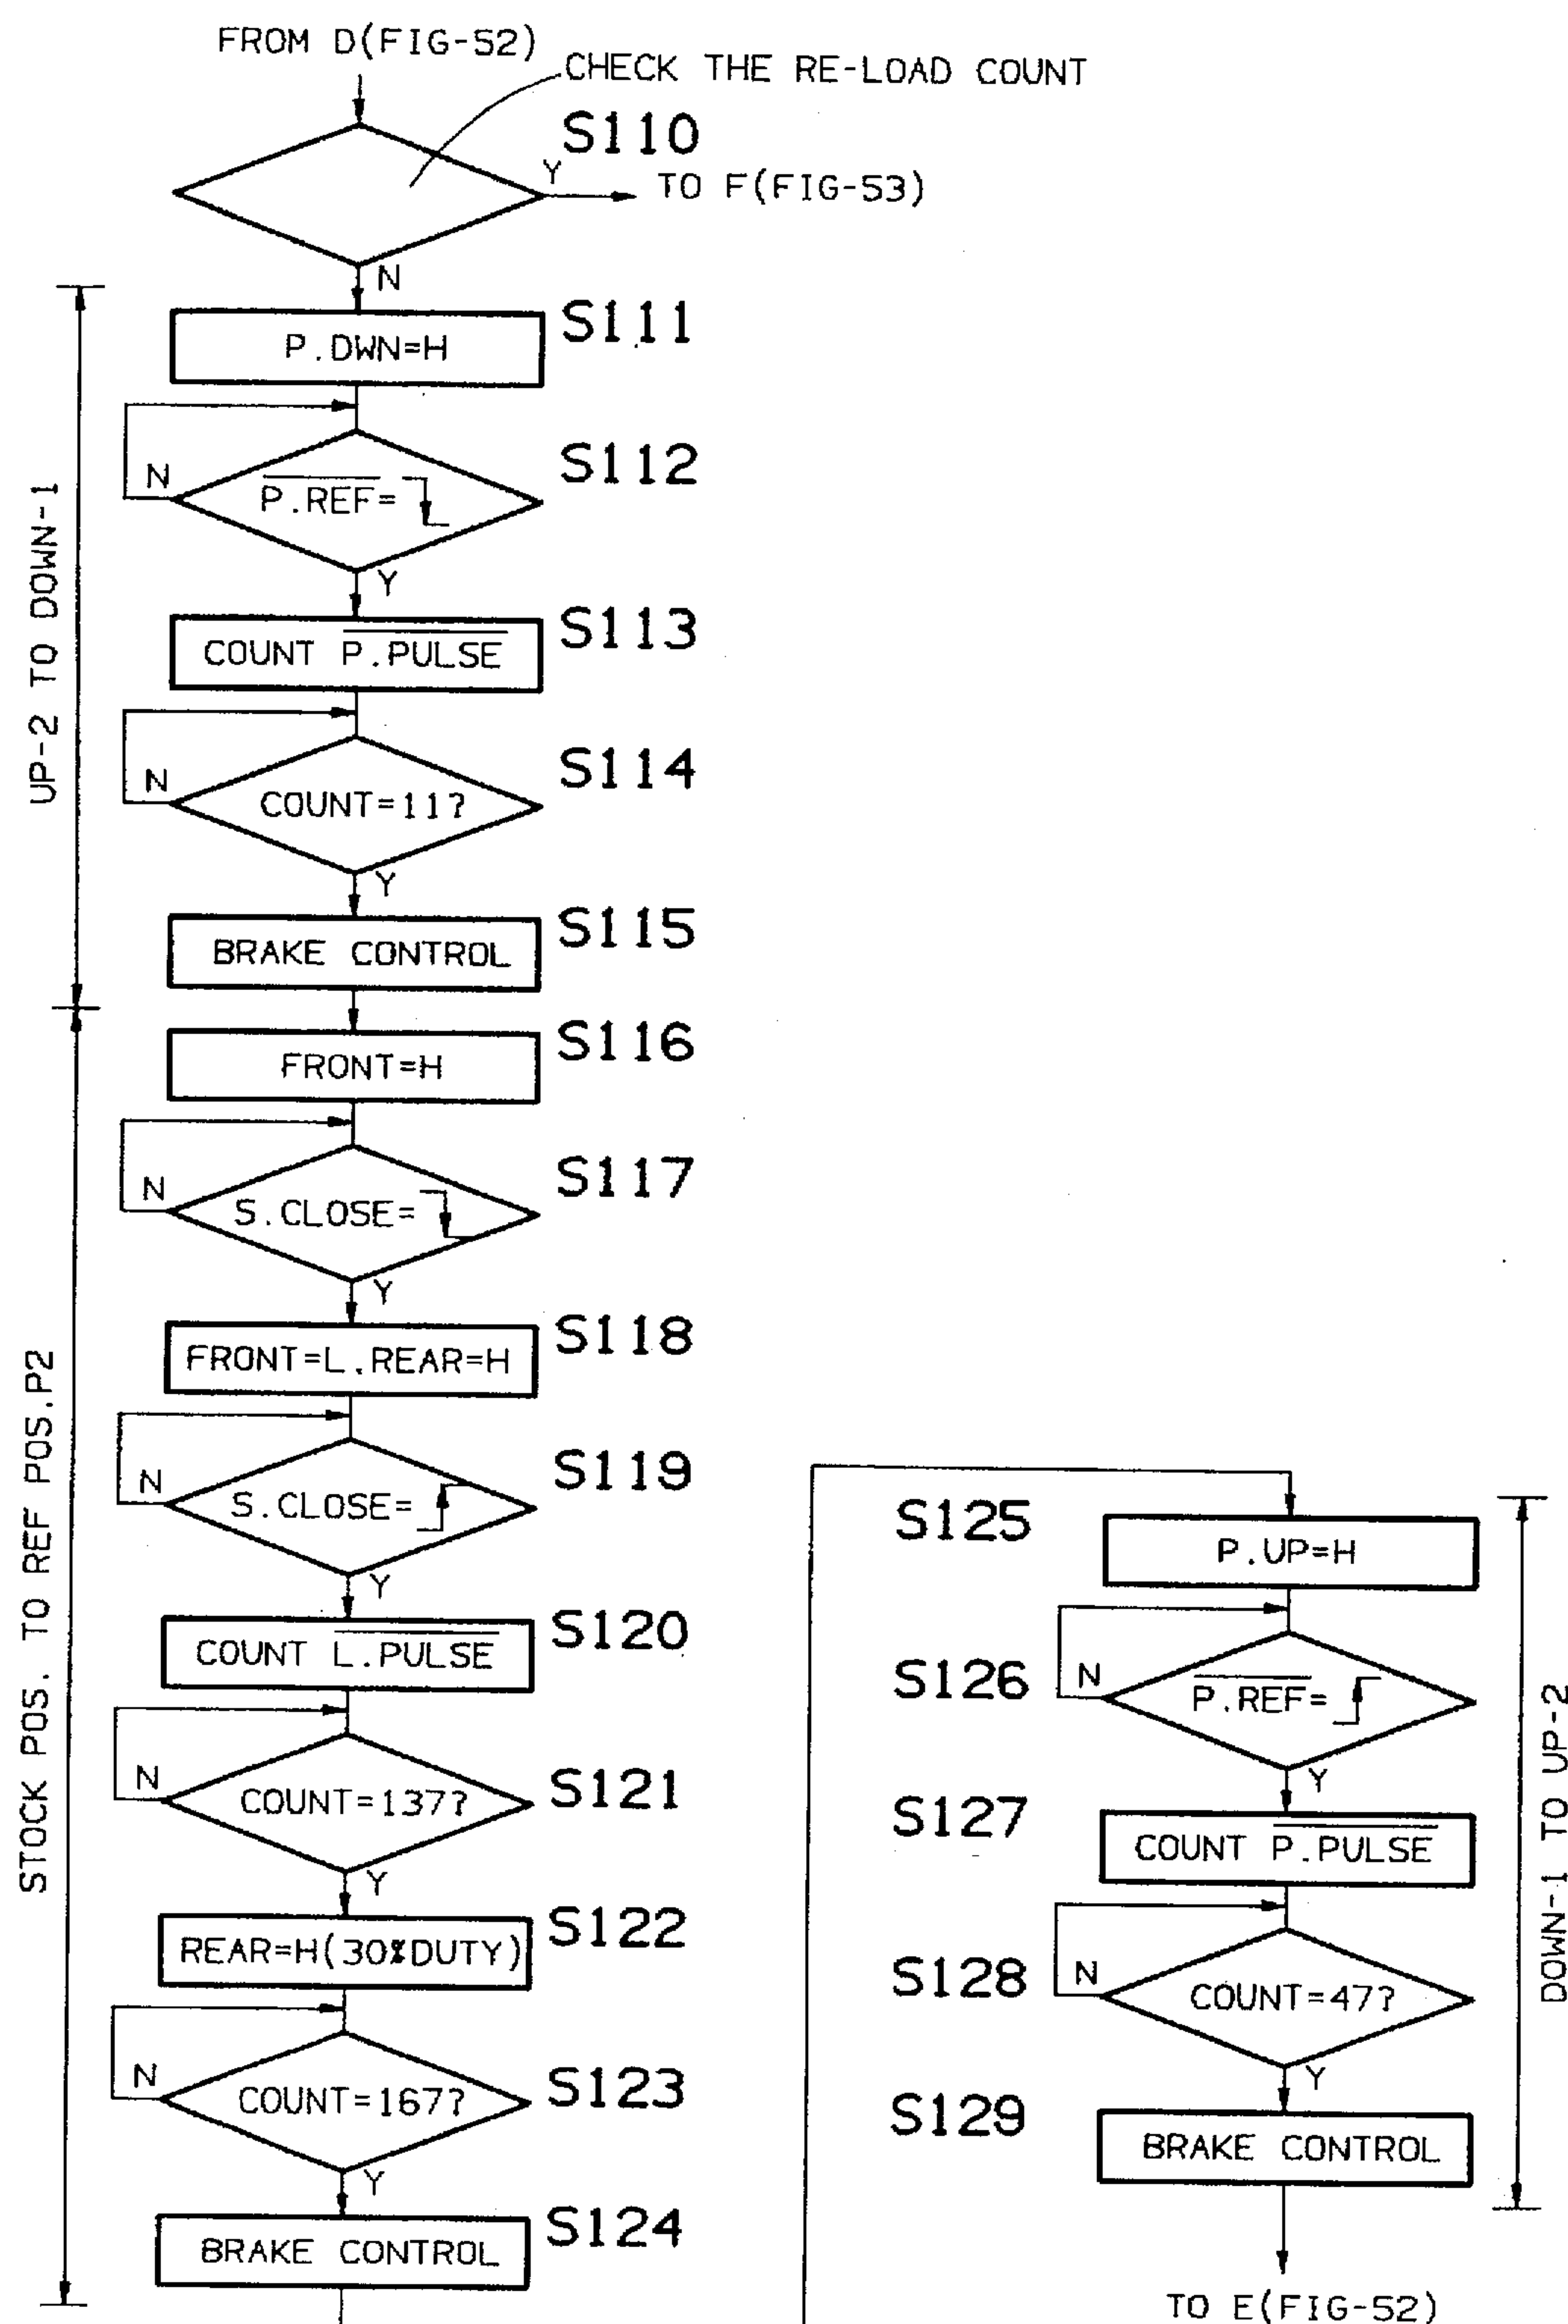 FROM D(FIG-52)
CHECK THE RE-LOAD COUNT
S110
Y
TO F(FIG-53)
N
UP-2 TO DOWN-1
P.DWN=H
S111
N
P.REF=
S112
Y
COUNT P.PULSE
S113
N
COUNT=11?
S114
Y
BRAKE CONTROL
S115
STOCK POS. TO REF POS.P2
FRONT=H
S116
N
S.CLOSE=
S117
Y
FRONT=L.REAR=H
S118
N
S.CLOSE=
S119
Y
COUNT L.PULSE
S120
N
COUNT=137?
S121
Y
REAR=H(30%DUTY)
S122
N
COUNT=167?
S123
Y
BRAKE CONTROL
S124
S125
P.UP=H
DOWN-1 TO UP-2
S126
N
P.REF=
Y
S127
COUNT P.PULSE
S128
N
COUNT=47?
Y
S129
BRAKE CONTROL
TO E(FIG-52)